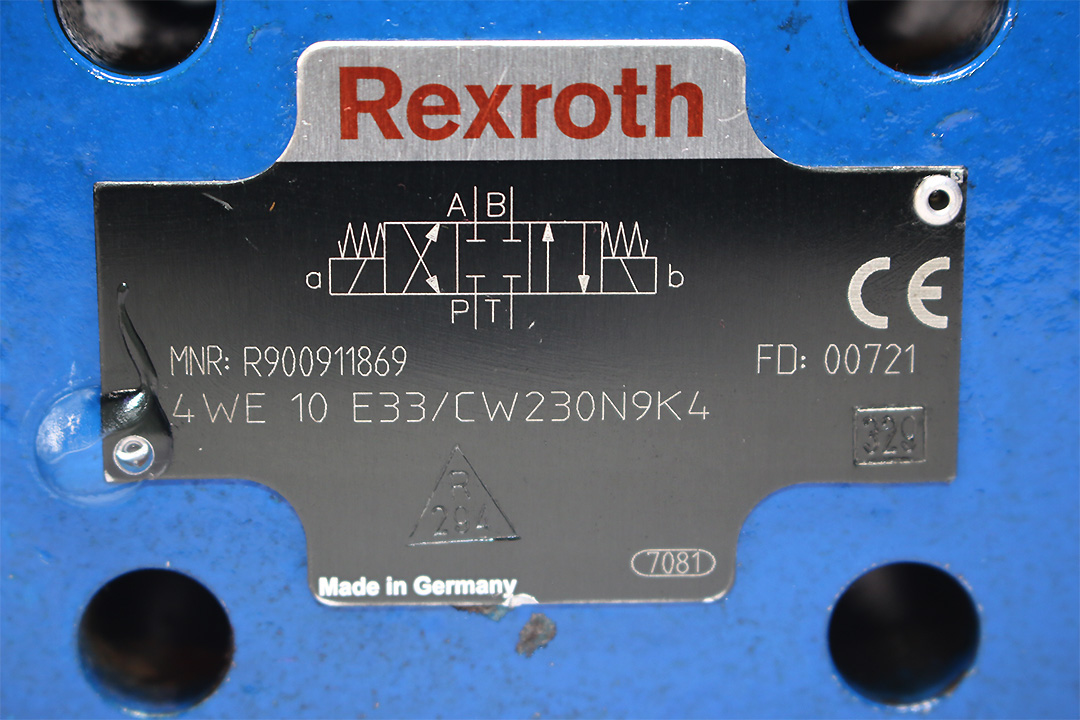 Rexroth
A B
a b
P T
CE
MNR: R900911869
FD: 00721
4WE 10 E33/CW230N9K4
329
R
294
7081
Made in Germany